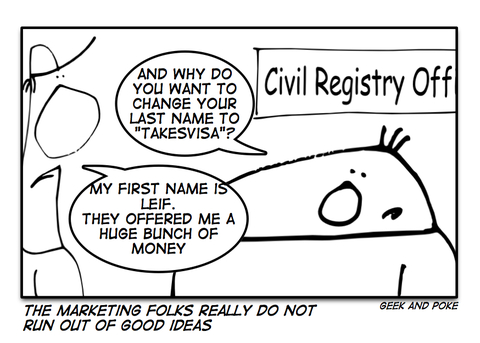 Civil Registry Off
AND WHY DO
YOU WANT TO
CHANGE YOUR
LAST NAME TO
"TAKESVISA"?
MY FIRST NAME IS
LEIF.
THEY OFFERED ME A
HUGE BUNCH OF
MONEY
GEEK AND POKE
THE MARKETING FOLKS REALLY DO NOT
RUN OUT OF GOOD IDEAS